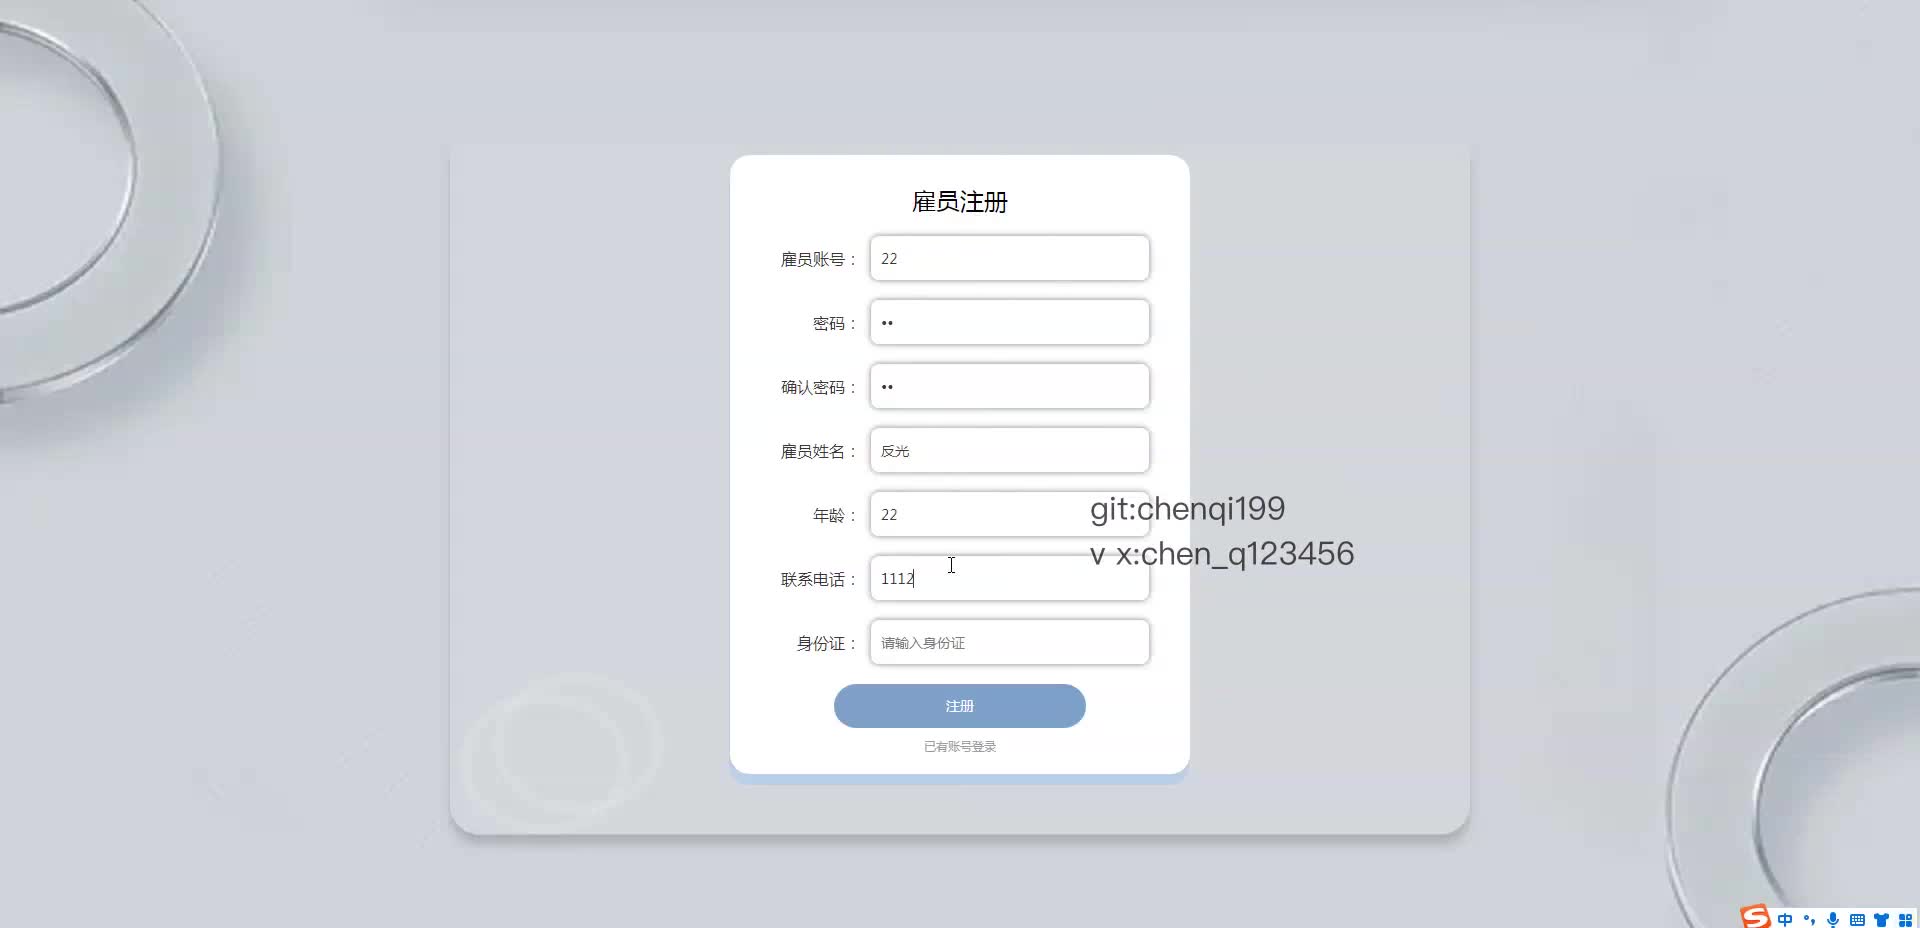 雇员注册
雇员账号： 22
密码： ••
确认密码： ••
雇员姓名： 反光
年龄： 22
git:chenqi199
v x:chen_q123456
联系电话： 1112
身份证： 请输入身份证
注册
已有账号登录
S 中